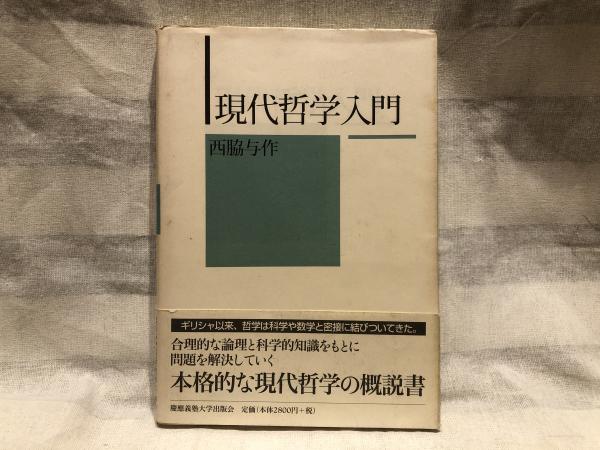 現代哲学入門
西脇与作
ギリシャ以来、哲学は科学や数学と密接に結びついてきた。
合理的な論理と科学的知識をもとに
問題を解決していく
本格的な現代哲学の概説書
慶應義塾大学出版会 定価(本体2800円+税)